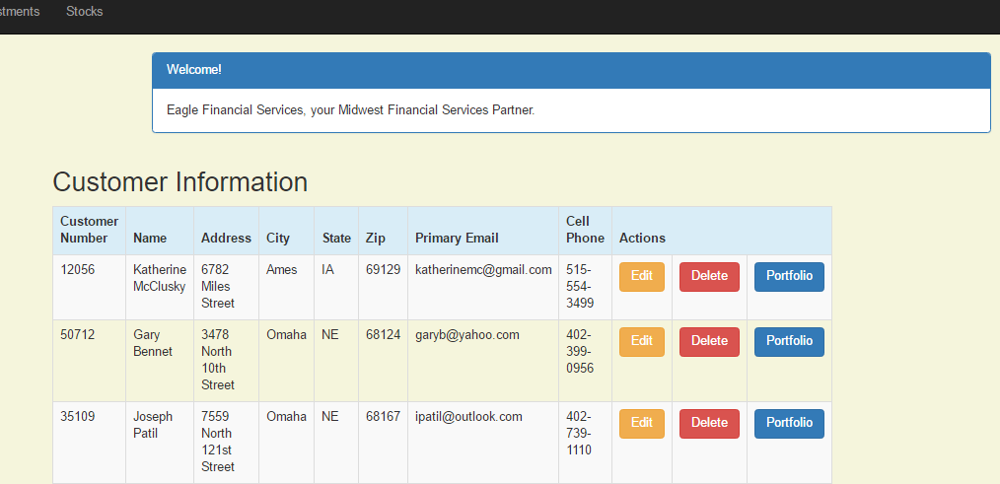 stments Stocks
Welcome!
Eagle Financial Services, your Midwest Financial Services Partner.
Customer Information
Customer Number Name Address City State Zip Primary Email Cell Phone Actions
12056 Katherine McClusky 6782 Miles Street Ames IA 69129 katherinemc@gmail.com 515-554-3499 Edit Delete Portfolio
50712 Gary Bennet 3478 North 10th Street Omaha NE 68124 garyb@yahoo.com 402-399-0956 Edit Delete Portfolio
35109 Joseph Patil 7559 North 121st Street Omaha NE 68167 ipatil@outlook.com 402-739-1110 Edit Delete Portfolio